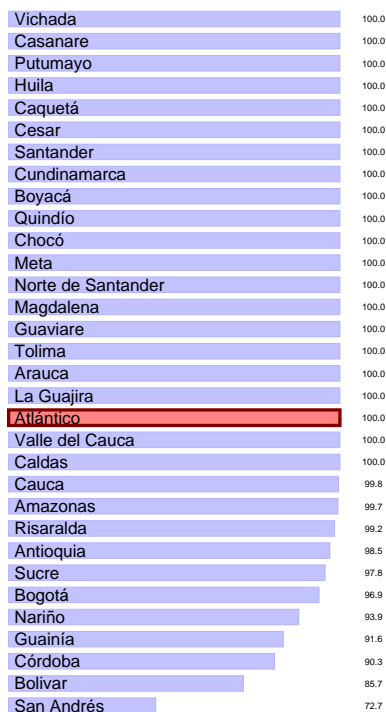 Vichada 100.0
Casanare 100.0
Putumayo 100.0
Huila 100.0
Caquetá 100.0
Cesar 100.0
Santander 100.0
Cundinamarca 100.0
Boyacá 100.0
Quindío 100.0
Chocó 100.0
Meta 100.0
Norte de Santander 100.0
Magdalena 100.0
Guaviare 100.0
Tolima 100.0
Arauca 100.0
La Guajira 100.0
Atlántico 100.0
Valle del Cauca 100.0
Caldas 100.0
Cauca 99.8
Amazonas 99.7
Risaralda 99.2
Antioquia 98.5
Sucre 97.8
Bogotá 96.9
Nariño 93.9
Guainía 91.6
Córdoba 90.3
Bolivar 85.7
San Andrés 72.7